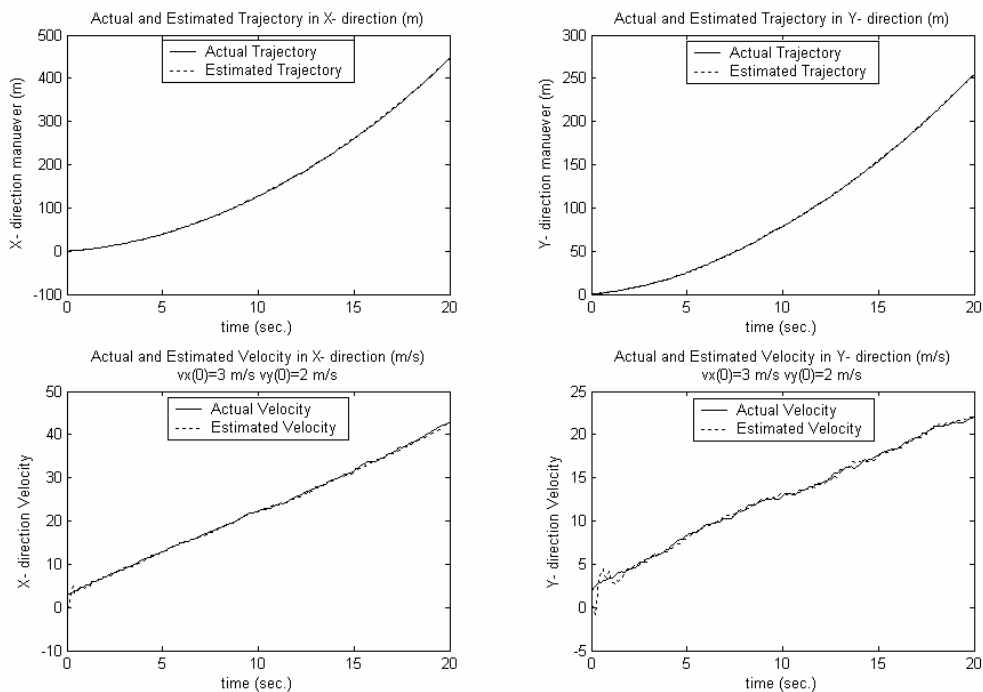 Actual and Estimated Trajectory in X- direction (m)
500
400
300
200
100
0
-100
X- direction manuever (m)
Actual Trajectory
Estimated Trajectory
0 5 10 15 20
time (sec.)
Actual and Estimated Trajectory in Y- direction (m)
300
250
200
150
100
50
0
Y- direction manuever (m)
Actual Trajectory
Estimated Trajectory
0 5 10 15 20
time (sec.)
Actual and Estimated Velocity in X- direction (m/s)
vx(0)=3 m/s vy(0)=2 m/s
50
40
30
20
10
0
-10
X- direction Velocity
Actual Velocity
Estimated Velocity
0 5 10 15 20
time (sec.)
Actual and Estimated Velocity in Y- direction (m/s)
vx(0)=3 m/s vy(0)=2 m/s
25
20
15
10
5
0
-5
Y- direction Velocity
Actual Velocity
Estimated Velocity
0 5 10 15 20
time (sec.)